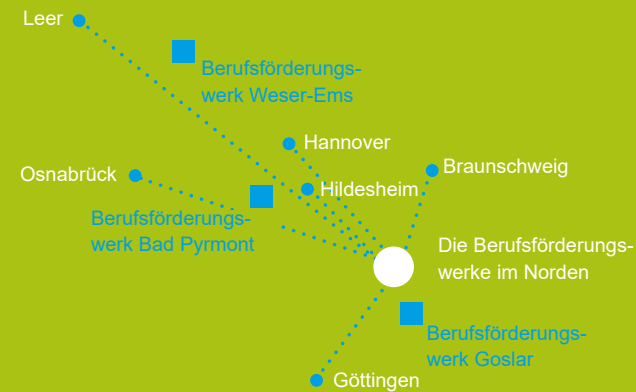 Leer
Berufsförderungs-
werk Weser-Ems
Hannover
Braunschweig
Osnabrück
Hildesheim
Berufsförderungs-
werk Bad Pyrmont
Die Berufsförderungs-
werke im Norden
Berufsförderungs-
werk Goslar
Göttingen